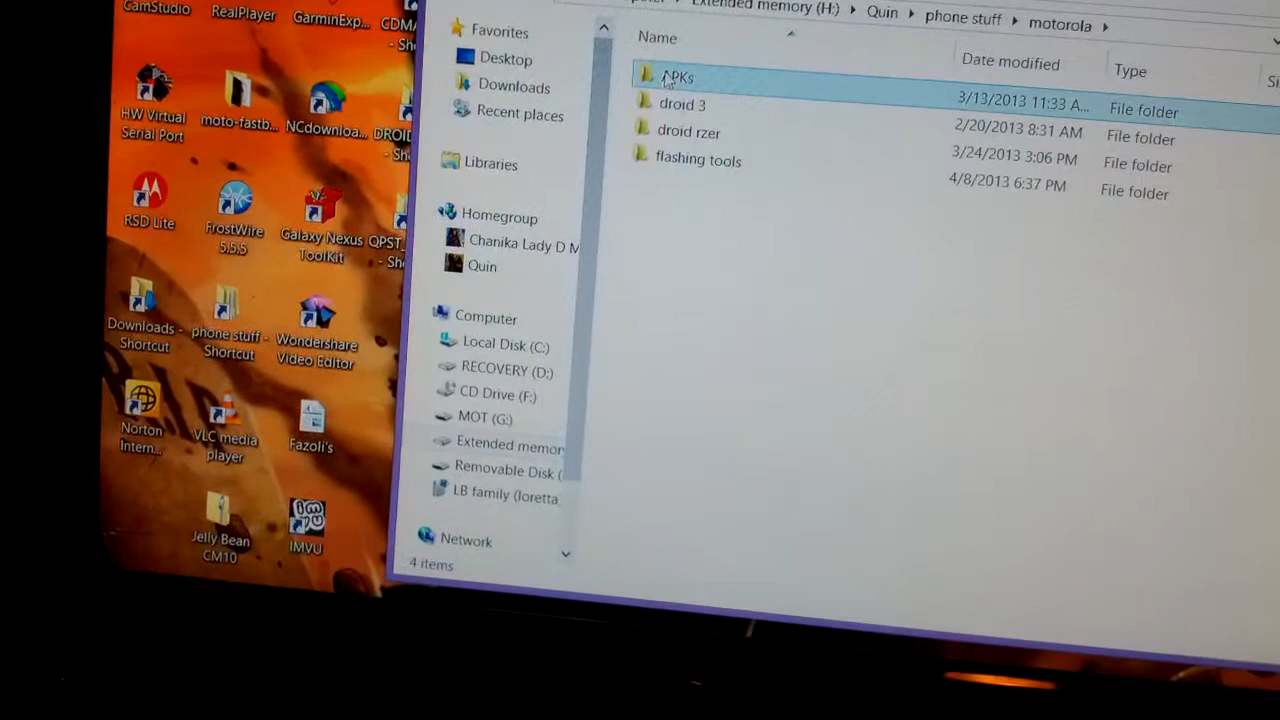 CamStudio
RealPlayer
GarminExp...
CDMA
- Sh
Extended memory (H:) Quin phone stuff motorola
Favorites
Desktop
Downloads
Recent places
Libraries
Homegroup
Chanika Lady D M
Quin
Computer
Local Disk (C:)
RECOVERY (D:)
CD Drive (F:)
MOT (G:)
Extended memor
Removable Disk (
LB family (loretta
Network
4 items
Name
Date modified
Type
APKs
3/13/2013 11:33 A...
File folder
droid 3
2/20/2013 8:31 AM
File folder
droid rzer
3/24/2013 3:06 PM
File folder
flashing tools
4/8/2013 6:37 PM
File folder
HW Virtual
Serial Port
moto-fastb...
NCdownloa...
DROID
- Sh
RSD Lite
FrostWire
5.5.5
Galaxy Nexus
ToolKit
QPST_
- Sh
Downloads -
Shortcut
phone stuff -
Shortcut
Wondershare
Video Editor
Norton
Intern...
VLC media
player
Fazoli's
Jelly Bean
CM10
IMVU